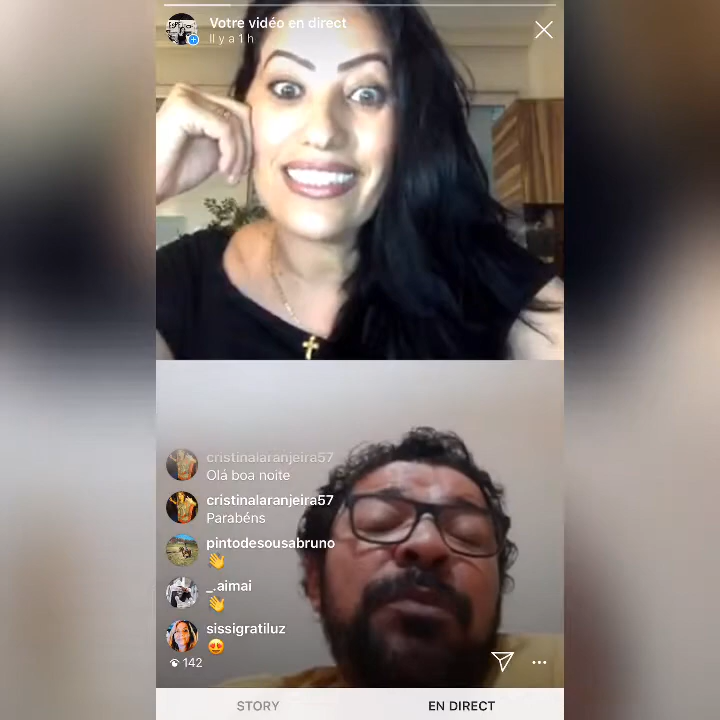 Votre vidéo en direct
Il y a 1 h
cristinalaranjeira57
Olá boa noite
cristinalaranjeira57
Parabéns
pintodesousabruno
👋
_.aimai
👋
sissigratiluz
😍
142
STORY
EN DIRECT